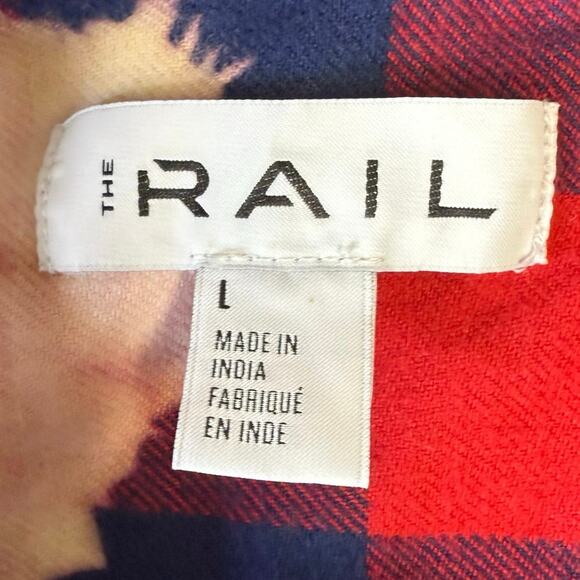 THE RAIL
L
MADE IN
INDIA
FABRIQUÉ
EN INDE